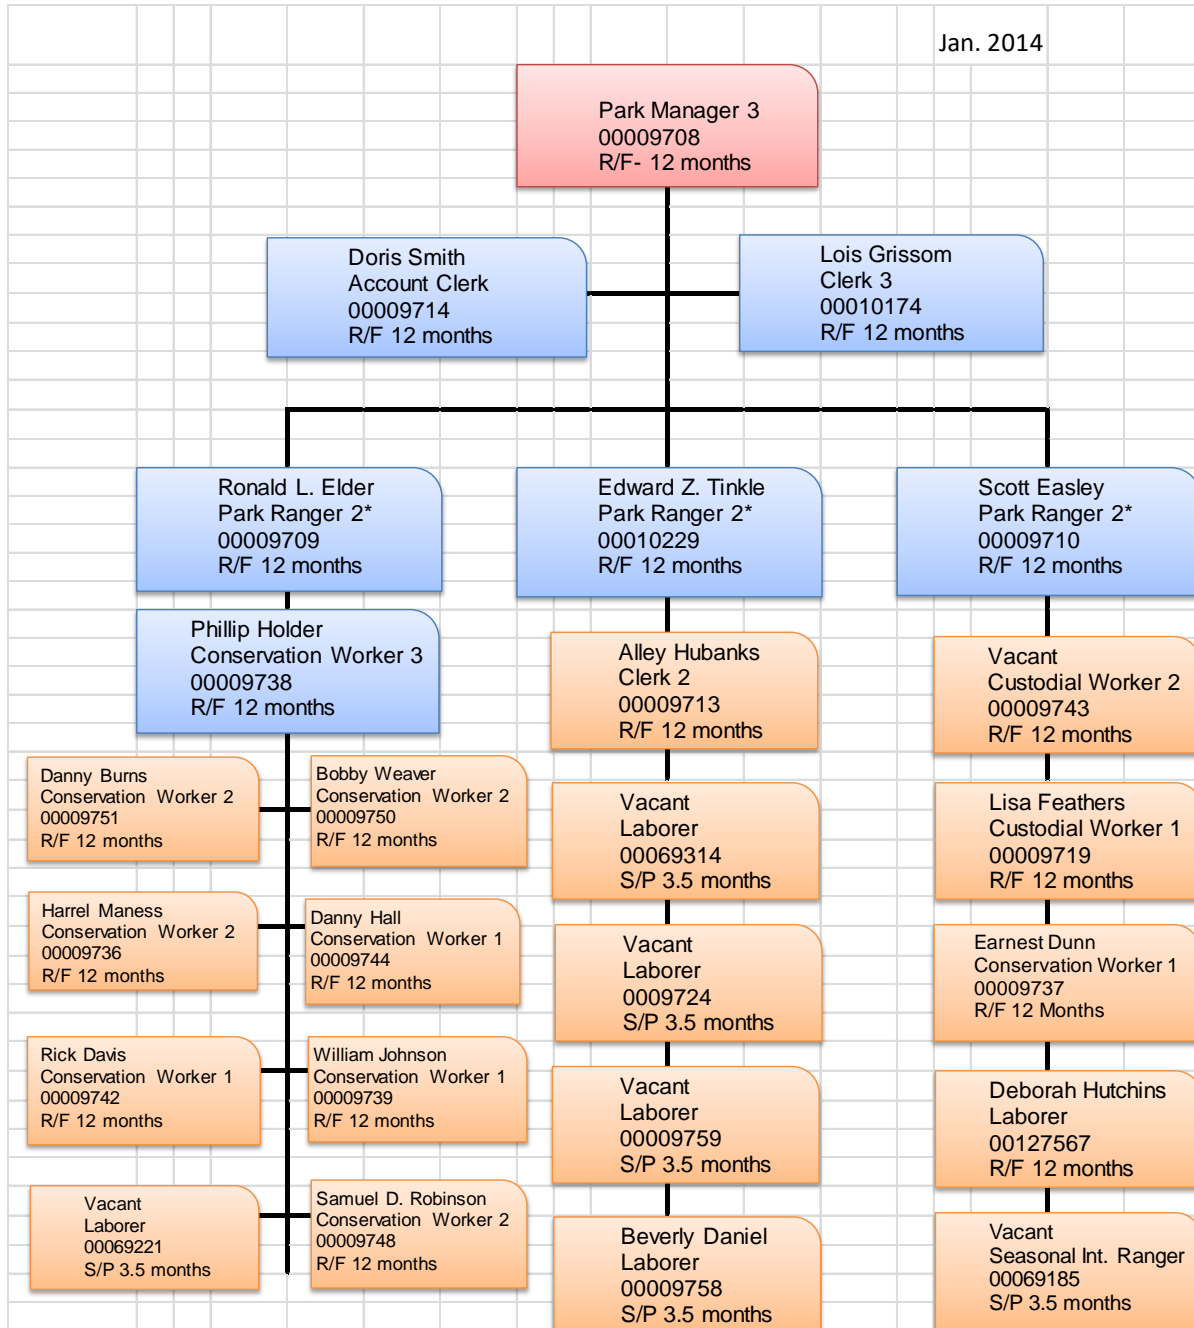 Jan. 2014
Park Manager 3
00009708
R/F- 12 months
Doris Smith
Account Clerk
00009714
R/F 12 months
Lois Grissom
Clerk 3
00010174
R/F 12 months
Ronald L. Elder
Park Ranger 2*
00009709
R/F 12 months
Edward Z. Tinkle
Park Ranger 2*
00010229
R/F 12 months
Scott Easley
Park Ranger 2*
00009710
R/F 12 months
Phillip Holder
Conservation Worker 3
00009738
R/F 12 months
Alley Hubanks
Clerk 2
00009713
R/F 12 months
Vacant
Custodial Worker 2
00009743
R/F 12 months
Danny Burns
Conservation Worker 2
00009751
R/F 12 months
Bobby Weaver
Conservation Worker 2
00009750
R/F 12 months
Vacant
Laborer
00069314
S/P 3.5 months
Lisa Feathers
Custodial Worker 1
00009719
R/F 12 months
Harrel Maness
Conservation Worker 2
00009736
R/F 12 months
Danny Hall
Conservation Worker 1
00009744
R/F 12 months
Vacant
Laborer
0009724
S/P 3.5 months
Earnest Dunn
Conservation Worker 1
00009737
R/F 12 Months
Rick Davis
Conservation Worker 1
00009742
R/F 12 months
William Johnson
Conservation Worker 1
00009739
R/F 12 months
Vacant
Laborer
00009759
S/P 3.5 months
Deborah Hutchins
Laborer
00127567
R/F 12 months
Vacant
Laborer
00069221
S/P 3.5 months
Samuel D. Robinson
Conservation Worker 2
00009748
R/F 12 months
Beverly Daniel
Laborer
00009758
S/P 3.5 months
Vacant
Seasonal Int. Ranger
00069185
S/P 3.5 months